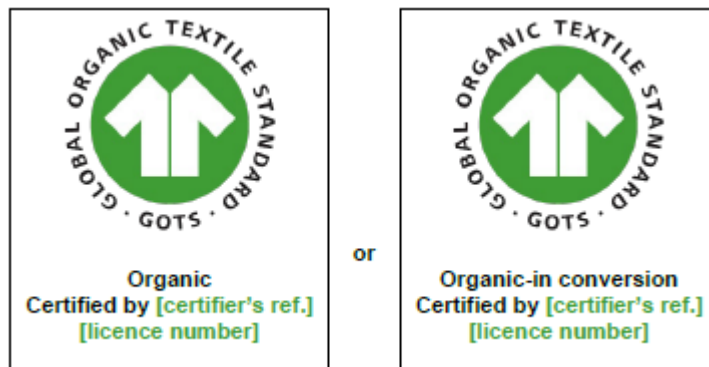 GLOBAL ORGANIC TEXTILE STANDARD · GOTS ·
Organic
Certified by [certifier's ref.]
[licence number]
or
GLOBAL ORGANIC TEXTILE STANDARD · GOTS ·
Organic-in conversion
Certified by [certifier's ref.]
[licence number]